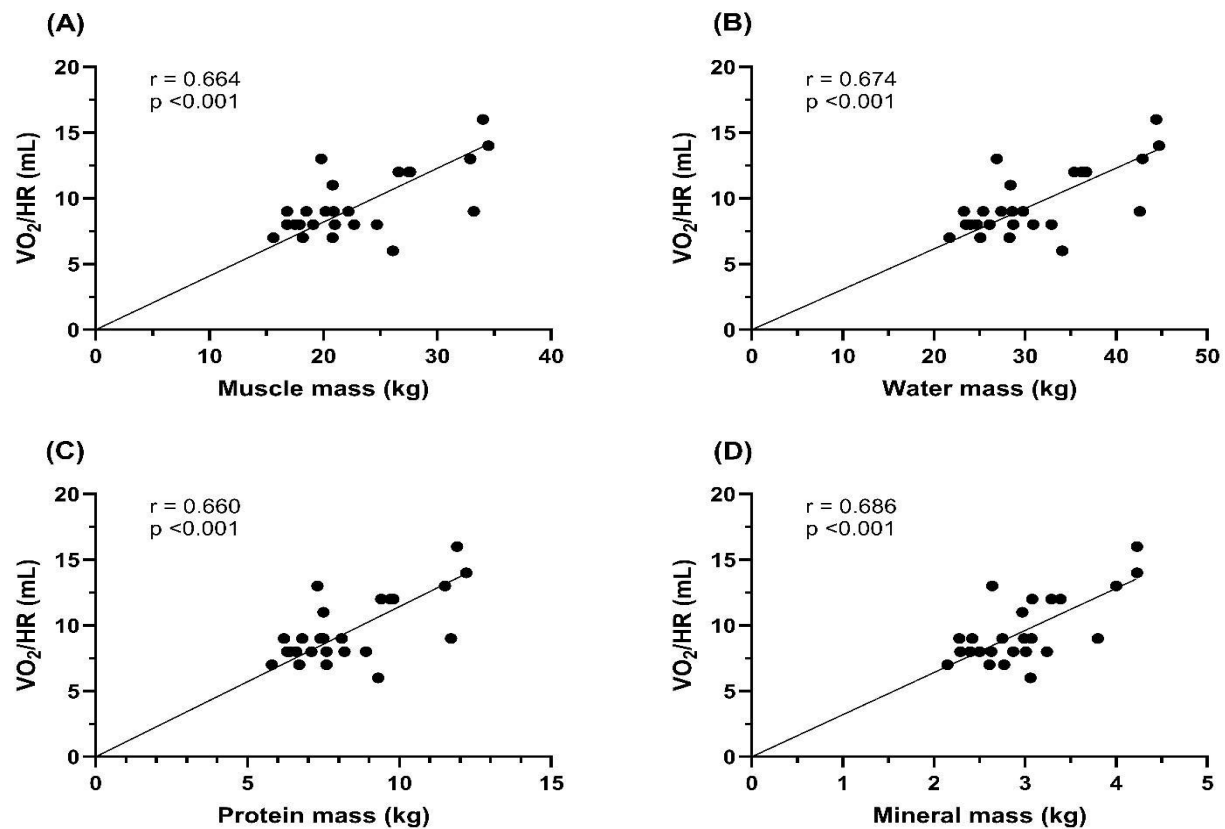 (A)
r = 0.664
p <0.001
VO₂/HR (mL)
20
15
10
5
0
0 10 20 30 40
Muscle mass (kg)
(B)
r = 0.674
p <0.001
VO₂/HR (mL)
20
15
10
5
0
0 10 20 30 40 50
Water mass (kg)
(C)
r = 0.660
p <0.001
VO₂/HR (mL)
20
15
10
5
0
0 5 10 15
Protein mass (kg)
(D)
r = 0.686
p <0.001
VO₂/HR (mL)
20
15
10
5
0
0 1 2 3 4 5
Mineral mass (kg)